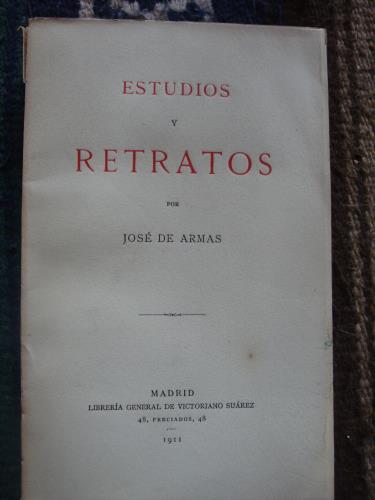 ESTUDIOS
Y
RETRATOS
POR
JOSÉ DE ARMAS
MADRID
LIBRERÍA GENERAL DE VICTORIANO SUÁREZ
48, PRECIADOS, 48
1911